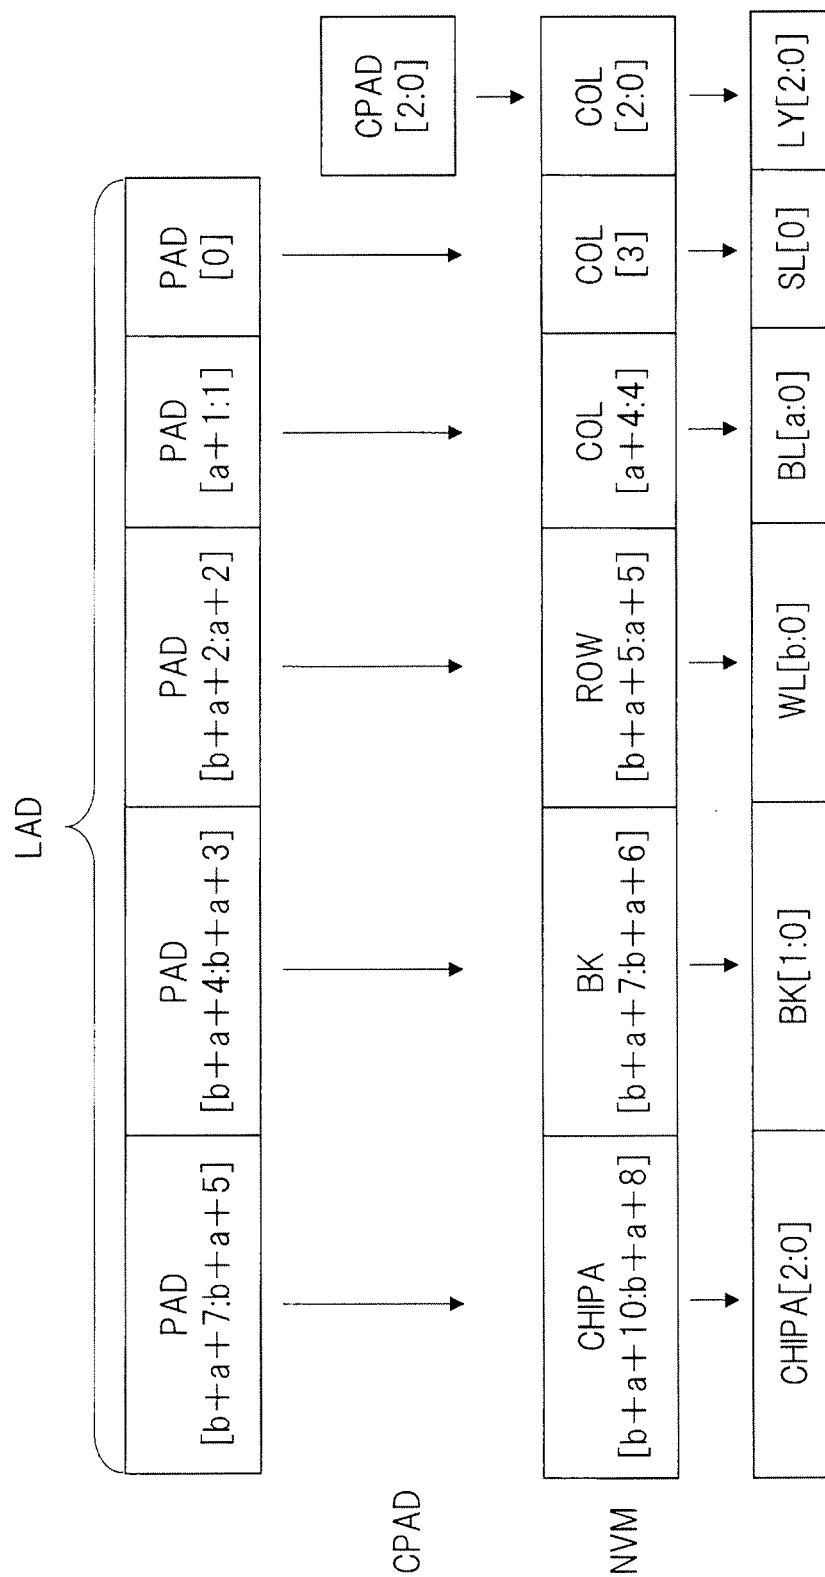 LAD
PAD
[b+a+7:b+a+5]
PAD
[b+a+4:b+a+3]
PAD
[b+a+2:a+2]
PAD
[a+1:1]
PAD
[0]
CPAD
CPAD
[2:0]
NVM
CHIPA
[b+a+10:b+a+8]
BK
[b+a+7:b+a+6]
ROW
[b+a+5:a+5]
COL
[a+4:4]
COL
[3]
COL
[2:0]
CHIPA[2:0]
BK[1:0]
WL[b:0]
BL[a:0]
SL[0]
LY[2:0]